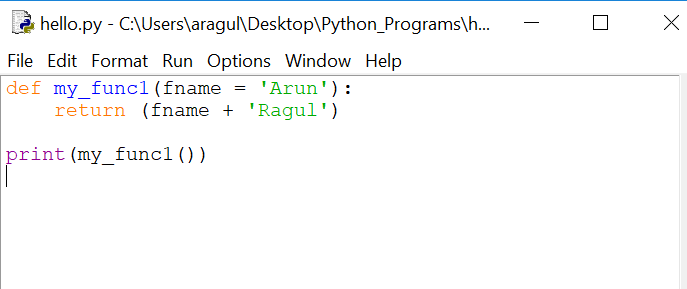 hello.py - C:\Users\aragul\Desktop\Python_Programs\h...
File Edit Format Run Options Window Help
def my_func1(fname = 'Arun'):
    return (fname + 'Ragul')
print(my_func1())